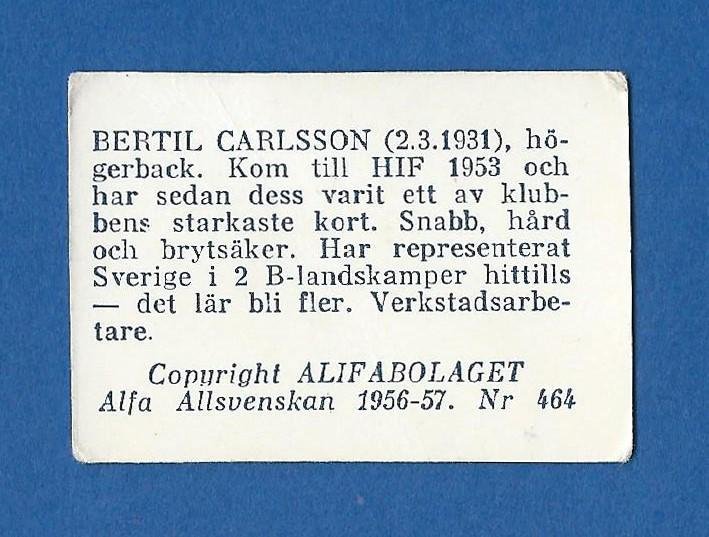 BERTIL CARLSSON (2.3.1931), hö-
gerback. Kom till HIF 1953 och
har sedan dess varit ett av klub-
bens starkaste kort. Snabb, hård
och brytsäker. Har representerat
Sverige i 2 B-landskamper hittills
— det lär bli fler. Verkstadsarbe-
tare.
Copyright ALIFABOLAGET
Alfa Allsvenskan 1956-57. Nr 464